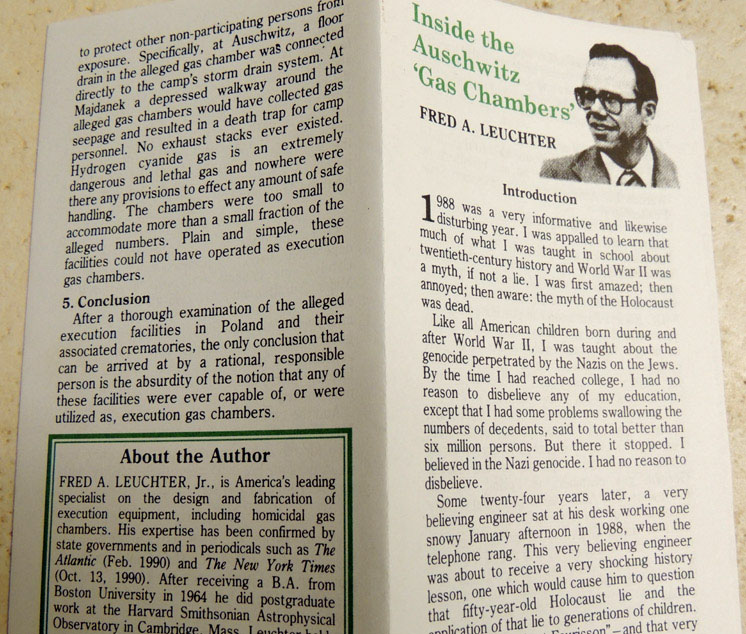 to protect other non-participating persons from
exposure. Specifically, at Auschwitz, a floor
drain in the alleged gas chamber was connected
directly to the camp's storm drain system. At
Majdanek a depressed walkway around the
alleged gas chambers would have collected gas
seepage and resulted in a death trap for camp
personnel. No exhaust stacks ever existed.
Hydrogen cyanide gas is an extremely
dangerous and lethal gas and nowhere were
there any provisions to effect any amount of safe
handling. The chambers were too small to
accommodate more than a small fraction of the
alleged numbers. Plain and simple, these
facilities could not have operated as execution
gas chambers.
5. Conclusion
After a thorough examination of the alleged
execution facilities in Poland and their
associated crematories, the only conclusion that
can be arrived at by a rational, responsible
person is the absurdity of the notion that any of
these facilities were ever capable of, or were
utilized as, execution gas chambers.
About the Author
FRED A. LEUCHTER, Jr., is America's leading
specialist on the design and fabrication of
execution equipment, including homicidal gas
chambers. His expertise has been confirmed by
state governments and in periodicals such as The
Atlantic (Feb. 1990) and The New York Times
(Oct. 13, 1990). After receiving a B.A. from
Boston University in 1964 he did postgraduate
work at the Harvard Smithsonian Astrophysical
Observatory in Cambridge, Mass. Leuchter
Inside the
Auschwitz
'Gas Chambers'
FRED A. LEUCHTER
Introduction
1988 was a very informative and likewise
disturbing year. I was appalled to learn that
much of what I was taught in school about
twentieth-century history and World War II was
a myth, if not a lie. I was first amazed; then
annoyed; then aware: the myth of the Holocaust
was dead.
Like all American children born during and
after World War II, I was taught about the
genocide perpetrated by the Nazis on the Jews.
By the time I had reached college, I had no
reason to disbelieve any of my education,
except that I had some problems swallowing the
numbers of decedents, said to total better than
six million persons. But there it stopped. I
believed in the Nazi genocide. I had no reason to
disbelieve.
Some twenty-four years later, a very
believing engineer sat at his desk working one
snowy January afternoon in 1988, when the
telephone rang. This very believing engineer
was about to receive a very shocking history
lesson, one which would cause him to question
that fifty-year-old Holocaust lie and the
application of that lie to generations of children.
Faurisson"—and that very